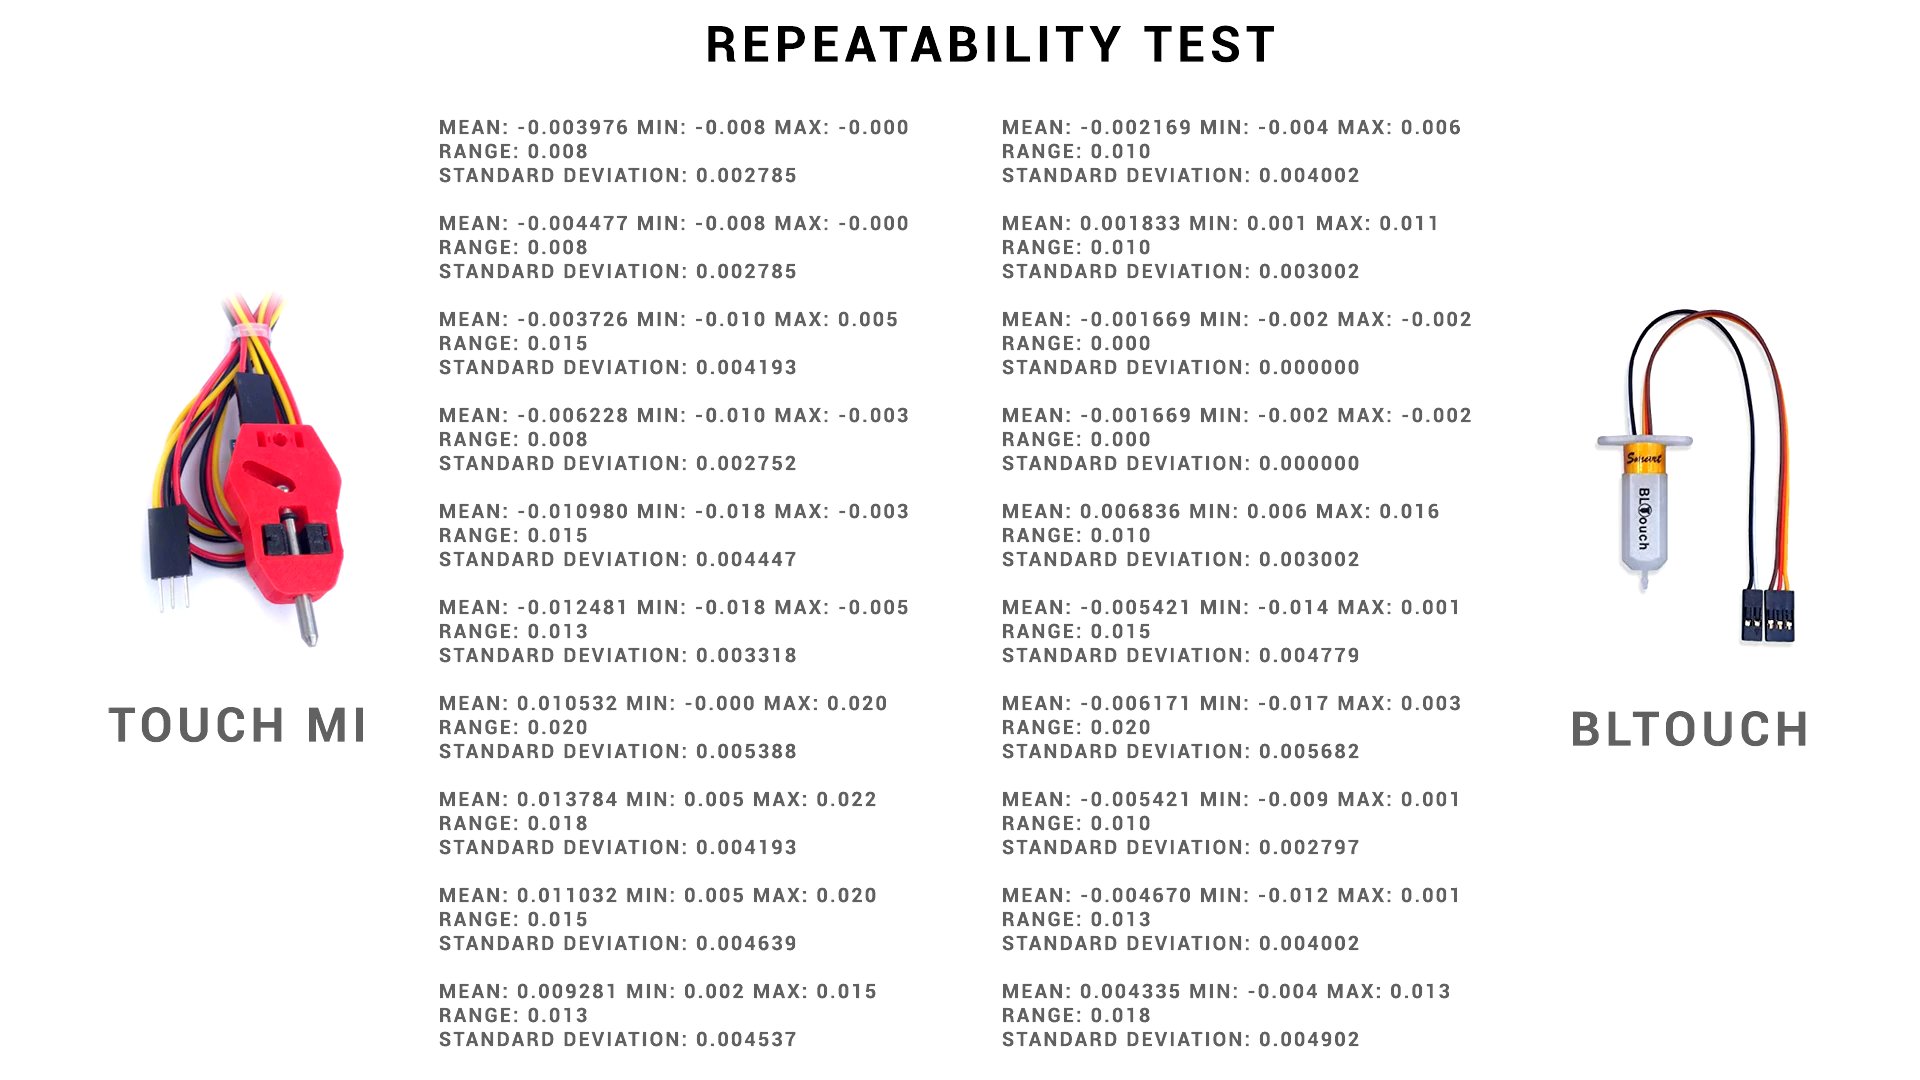 REPEATABILITY TEST
MEAN: -0.003976 MIN: -0.008 MAX: -0.000
RANGE: 0.008
STANDARD DEVIATION: 0.002785
MEAN: -0.004477 MIN: -0.008 MAX: -0.000
RANGE: 0.008
STANDARD DEVIATION: 0.002785
MEAN: -0.003726 MIN: -0.010 MAX: 0.005
RANGE: 0.015
STANDARD DEVIATION: 0.004193
MEAN: -0.006228 MIN: -0.010 MAX: -0.003
RANGE: 0.008
STANDARD DEVIATION: 0.002752
MEAN: -0.010980 MIN: -0.018 MAX: -0.003
RANGE: 0.015
STANDARD DEVIATION: 0.004447
MEAN: -0.012481 MIN: -0.018 MAX: -0.005
RANGE: 0.013
STANDARD DEVIATION: 0.003318
MEAN: 0.010532 MIN: -0.000 MAX: 0.020
RANGE: 0.020
STANDARD DEVIATION: 0.005388
MEAN: 0.013784 MIN: 0.005 MAX: 0.022
RANGE: 0.018
STANDARD DEVIATION: 0.004193
MEAN: 0.011032 MIN: 0.005 MAX: 0.020
RANGE: 0.015
STANDARD DEVIATION: 0.004639
MEAN: 0.009281 MIN: 0.002 MAX: 0.015
RANGE: 0.013
STANDARD DEVIATION: 0.004537
TOUCH MI
MEAN: -0.002169 MIN: -0.004 MAX: 0.006
RANGE: 0.010
STANDARD DEVIATION: 0.004002
MEAN: 0.001833 MIN: 0.001 MAX: 0.011
RANGE: 0.010
STANDARD DEVIATION: 0.003002
MEAN: -0.001669 MIN: -0.002 MAX: -0.002
RANGE: 0.000
STANDARD DEVIATION: 0.000000
MEAN: -0.001669 MIN: -0.002 MAX: -0.002
RANGE: 0.000
STANDARD DEVIATION: 0.000000
MEAN: 0.006836 MIN: 0.006 MAX: 0.016
RANGE: 0.010
STANDARD DEVIATION: 0.003002
MEAN: -0.005421 MIN: -0.014 MAX: 0.001
RANGE: 0.015
STANDARD DEVIATION: 0.004779
MEAN: -0.006171 MIN: -0.017 MAX: 0.003
RANGE: 0.020
STANDARD DEVIATION: 0.005682
MEAN: -0.005421 MIN: -0.009 MAX: 0.001
RANGE: 0.010
STANDARD DEVIATION: 0.002797
MEAN: -0.004670 MIN: -0.012 MAX: 0.001
RANGE: 0.013
STANDARD DEVIATION: 0.004002
MEAN: 0.004335 MIN: -0.004 MAX: 0.013
RANGE: 0.018
STANDARD DEVIATION: 0.004902
Smart
BLTouch
BLTOUCH